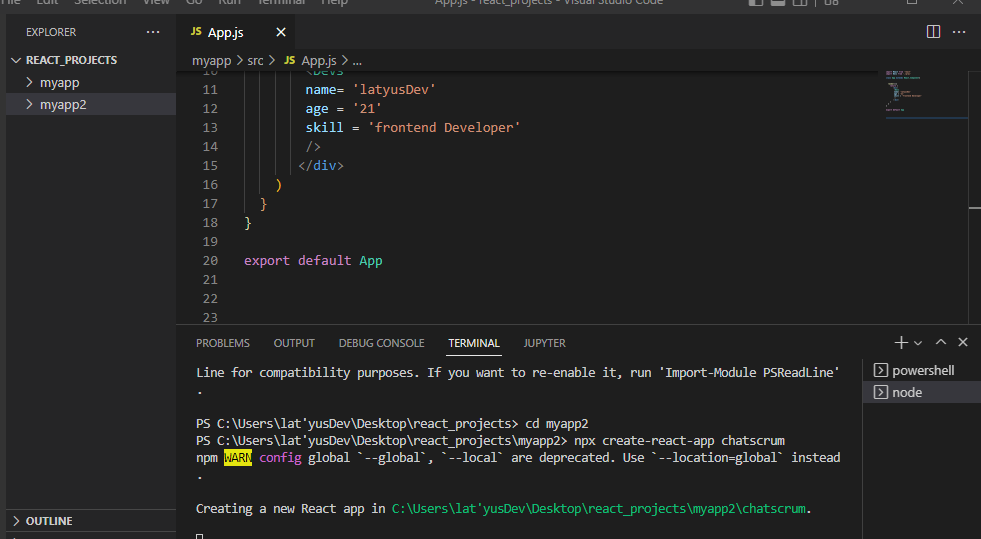 File Edit Selection View Go Run Terminal Help App.js - react_projects - Visual Studio Code
EXPLORER
REACT_PROJECTS
myapp
myapp2
OUTLINE
JS App.js
myapp > src > JS App.js > ...
10 <Devs
11 name= 'latyusDev'
12 age = '21'
13 skill = 'frontend Developer'
14 />
15 </div>
16 )
17 }
18 }
19
20 export default App
21
22
23
PROBLEMS OUTPUT DEBUG CONSOLE TERMINAL JUPYTER
Line for compatibility purposes. If you want to re-enable it, run 'Import-Module PSReadLine'
.
PS C:\Users\lat'yusDev\Desktop\react_projects> cd myapp2
PS C:\Users\lat'yusDev\Desktop\react_projects\myapp2> npx create-react-app chatscrum
npm WARN config global `--global`, `--local` are deprecated. Use `--location=global` instead
.
Creating a new React app in C:\Users\lat'yusDev\Desktop\react_projects\myapp2\chatscrum.
powershell
node